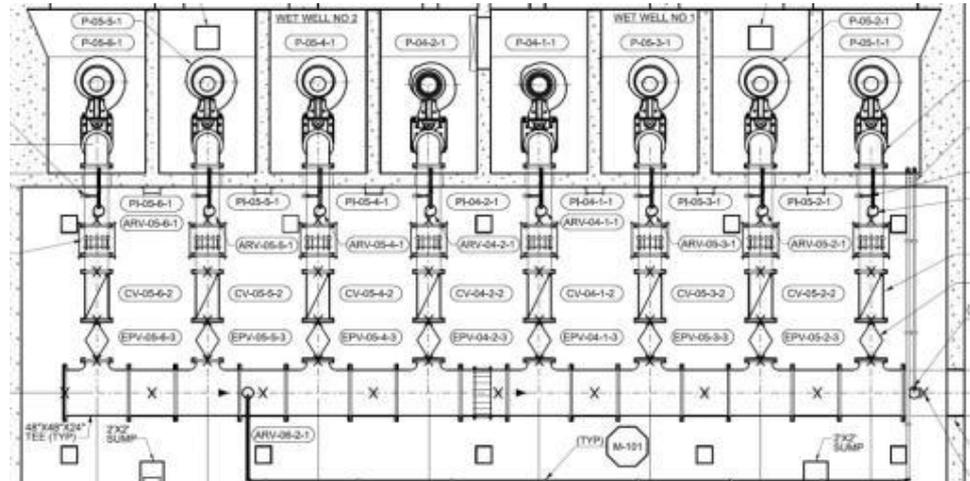 P-05-5-1 WET WELL NO 2 WET WELL NO 1 P-05-2-1
P-05-6-1 P-05-4-1 P-04-2-1 P-04-1-1 P-05-3-1 P-05-1-1
PI-05-6-1 PI-05-5-1 PI-05-4-1 PI-04-2-1 PI-04-1-1 PI-05-3-1 PI-05-2-1
ARV-05-6-1 ARV-04-1-1
ARV-05-5-1 ARV-05-4-1 ARV-04-2-1 ARV-05-3-1 ARV-05-2-1
CV-05-6-2 CV-05-5-2 CV-05-4-2 CV-04-2-2 CV-04-1-2 CV-05-3-2 CV-05-2-2
EPV-05-6-3 EPV-05-5-3 EPV-05-4-3 EPV-04-2-3 EPV-04-1-3 EPV-05-3-3 EPV-05-2-3
48"X48"X24"
TEE (TYP)
2'X2'
SUMP
ARV-06-2-1
(TYP)
M-101
2'X2'
SUMP